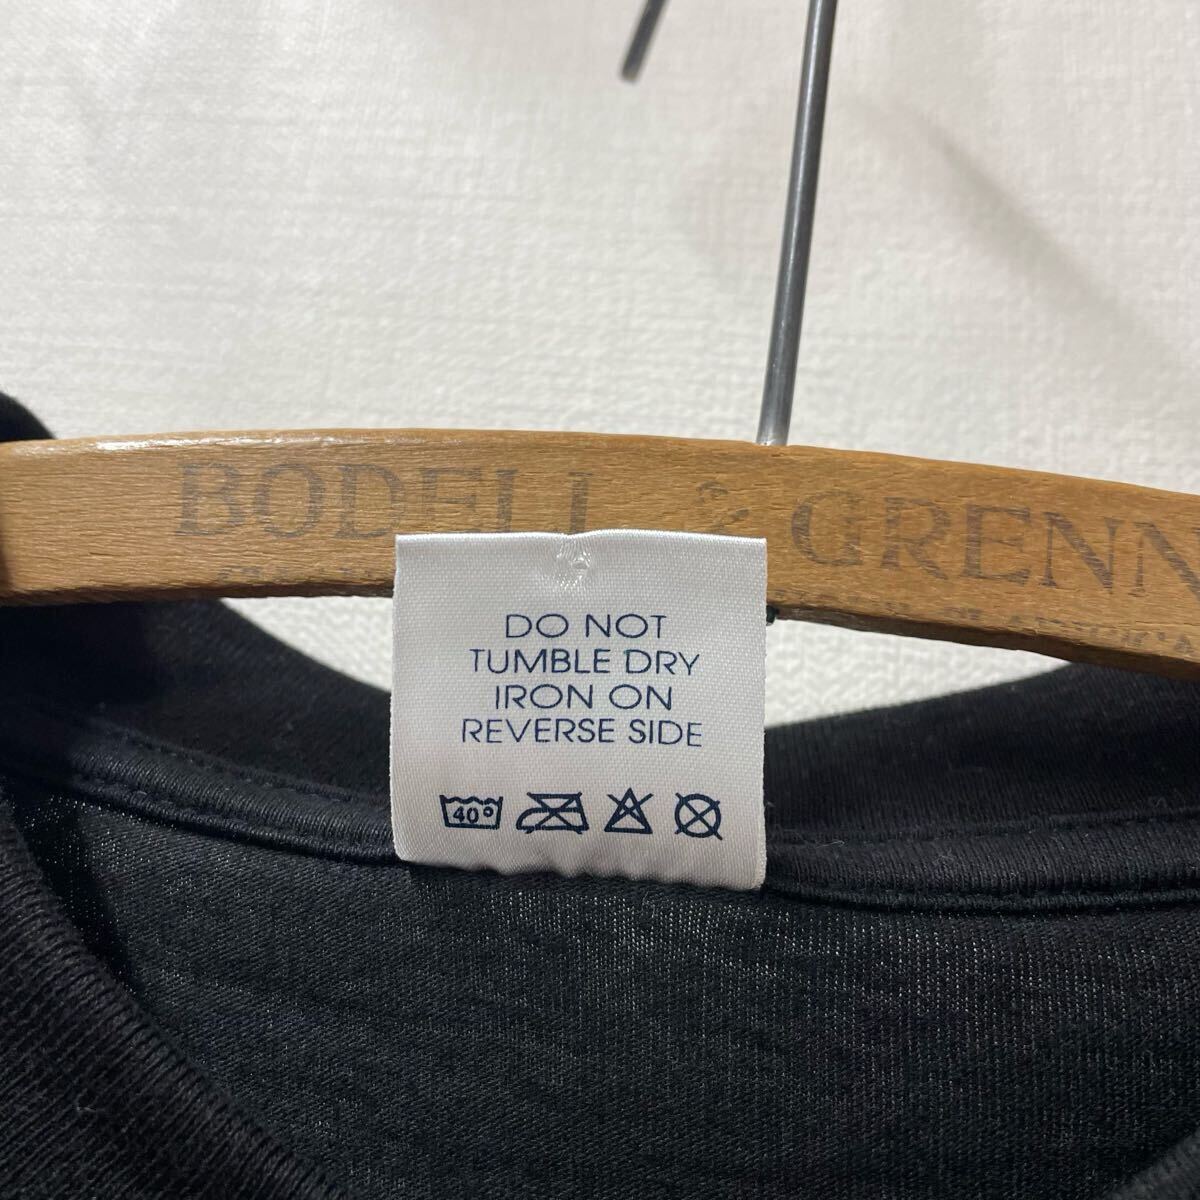 BODELL & GRENN
DO NOT
TUMBLE DRY
IRON ON
REVERSE SIDE
40°